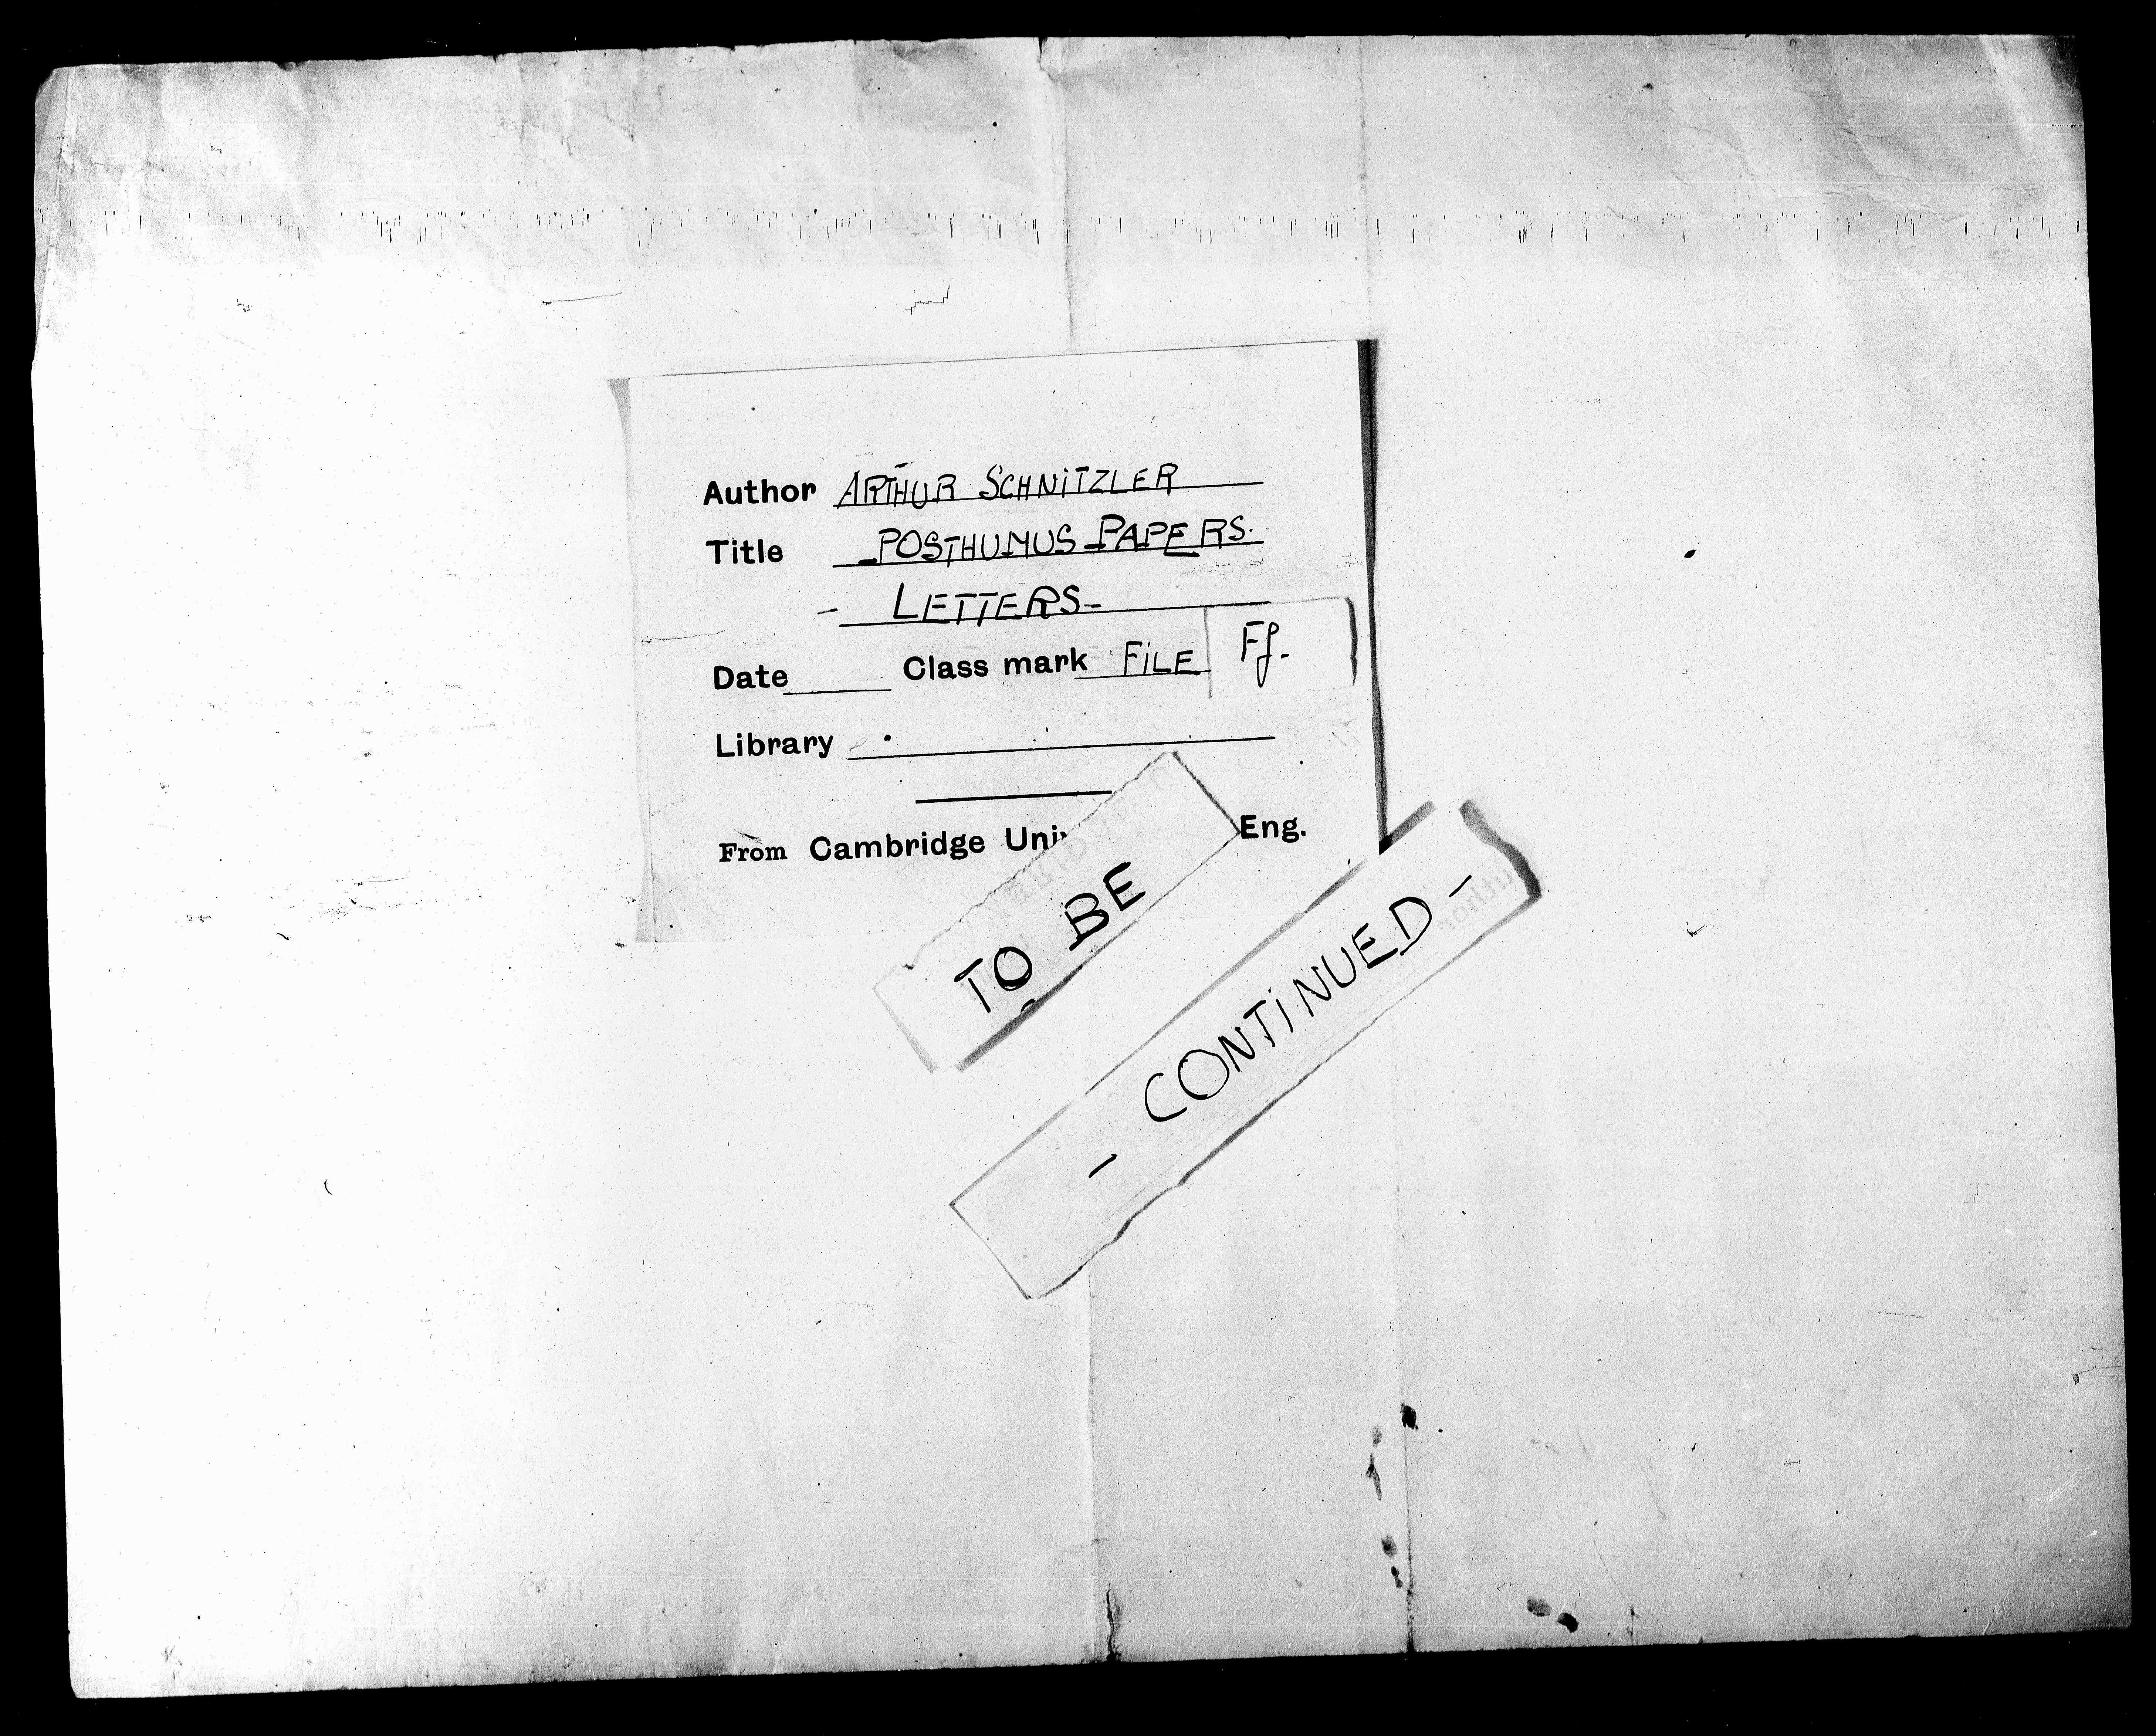 Author ARTHUR SCHNITZLER
Title POSTHUMUS PAPERS.
- LETTERS-
Date Class mark FILE Ff.
Library
From Cambridge Univ Eng.
TO BE
- CONTINUED -